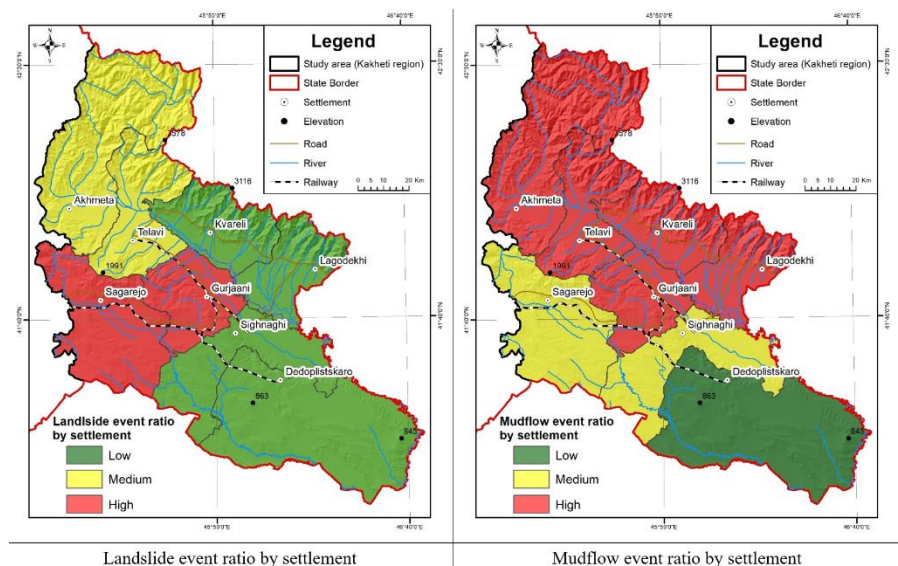 45°50'0"E
46°40'0"E
42°30'0"N
41°40'0"N
N
W E
S
Legend
Study area (Kakheti region)
State Border
Settlement
Elevation
Road
River
Railway
0 5 10 20 Km
3578
3116
Akhmeta
Telavi
Kvareli
Lagodekhi
1991
Sagarejo
Gurjaani
Sighnaghi
Dedoplistskaro
863
845
Landlside event ratio
by settlement
Low
Medium
High
45°50'0"E
46°40'0"E
Landslide event ratio by settlement
45°50'0"E
46°40'0"E
42°30'0"N
41°40'0"N
N
W E
S
Legend
Study area (Kakheti region)
State Border
Settlement
Elevation
Road
River
Railway
0 5 10 20 Km
3578
3116
Akhmeta
Telavi
Kvareli
Lagodekhi
1991
Sagarejo
Gurjaani
Sighnaghi
Dedoplistskaro
863
845
Mudflow event ratio
by settlement
Low
Medium
High
45°50'0"E
46°40'0"E
Mudflow event ratio by settlement